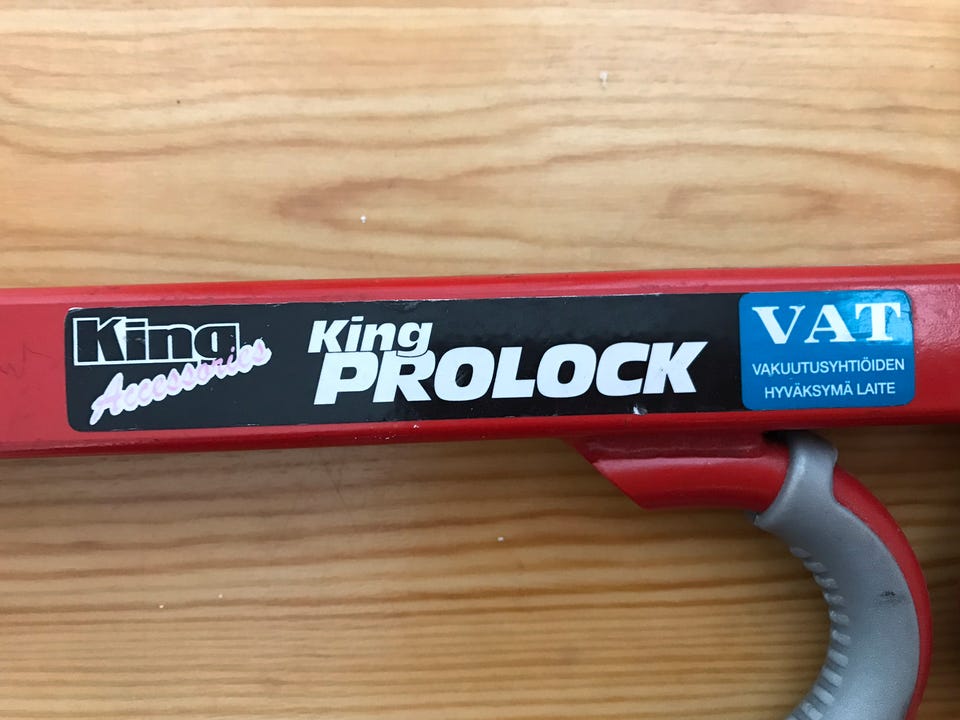 King
Accessories
King
PROLOCK
VAT
VAKUUTUSYHTIÖIDEN
HYVÄKSYMÄ LAITE